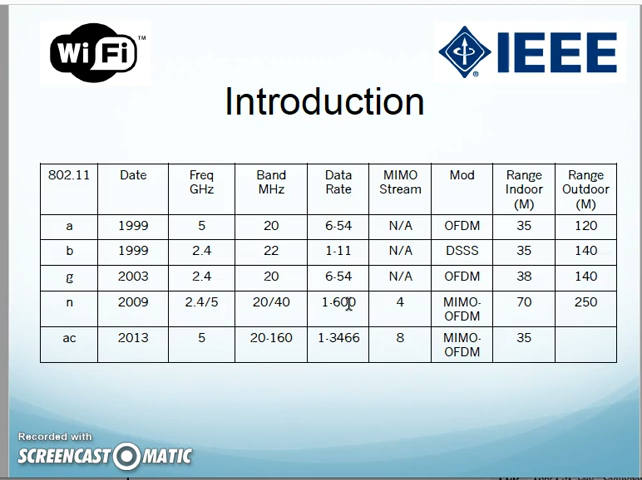 Wi Fi TM
IEEE ®
Introduction
802.11 Date Freq GHz Band MHz Data Rate MIMO Stream Mod Range Indoor (M) Range Outdoor (M)
a 1999 5 20 6-54 N/A OFDM 35 120
b 1999 2.4 22 1-11 N/A DSSS 35 140
g 2003 2.4 20 6-54 N/A OFDM 38 140
n 2009 2.4/5 20/40 1-600 4 MIMO-OFDM 70 250
ac 2013 5 20-160 1-3466 8 MIMO-OFDM 35
Recorded with
SCREENCAST MATIC